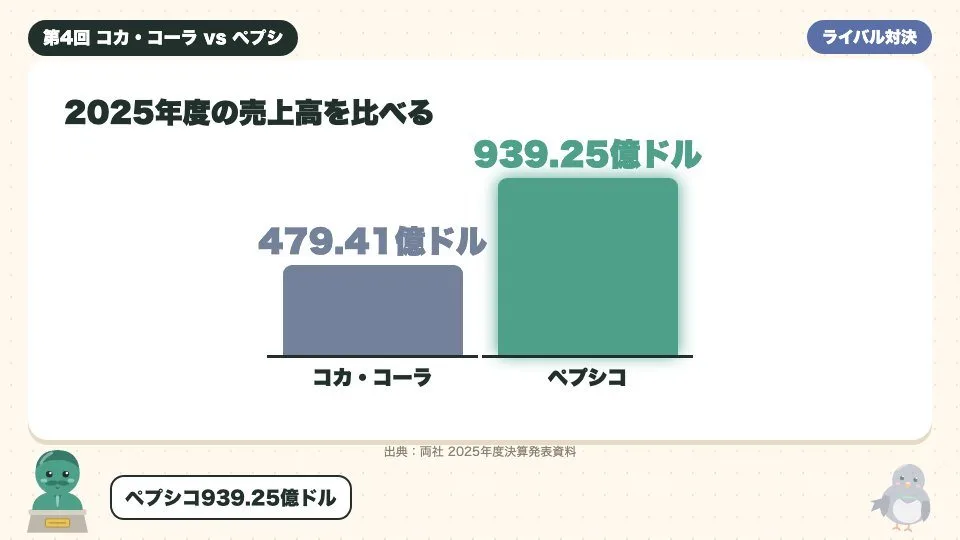 第4回 コカ・コーラ vs ペプシ
ライバル対決
2025年度の売上高を比べる
939.25億ドル
479.41億ドル
コカ・コーラ
ペプシコ
出典：両社 2025年度決算発表資料
ペプシコ939.25億ドル